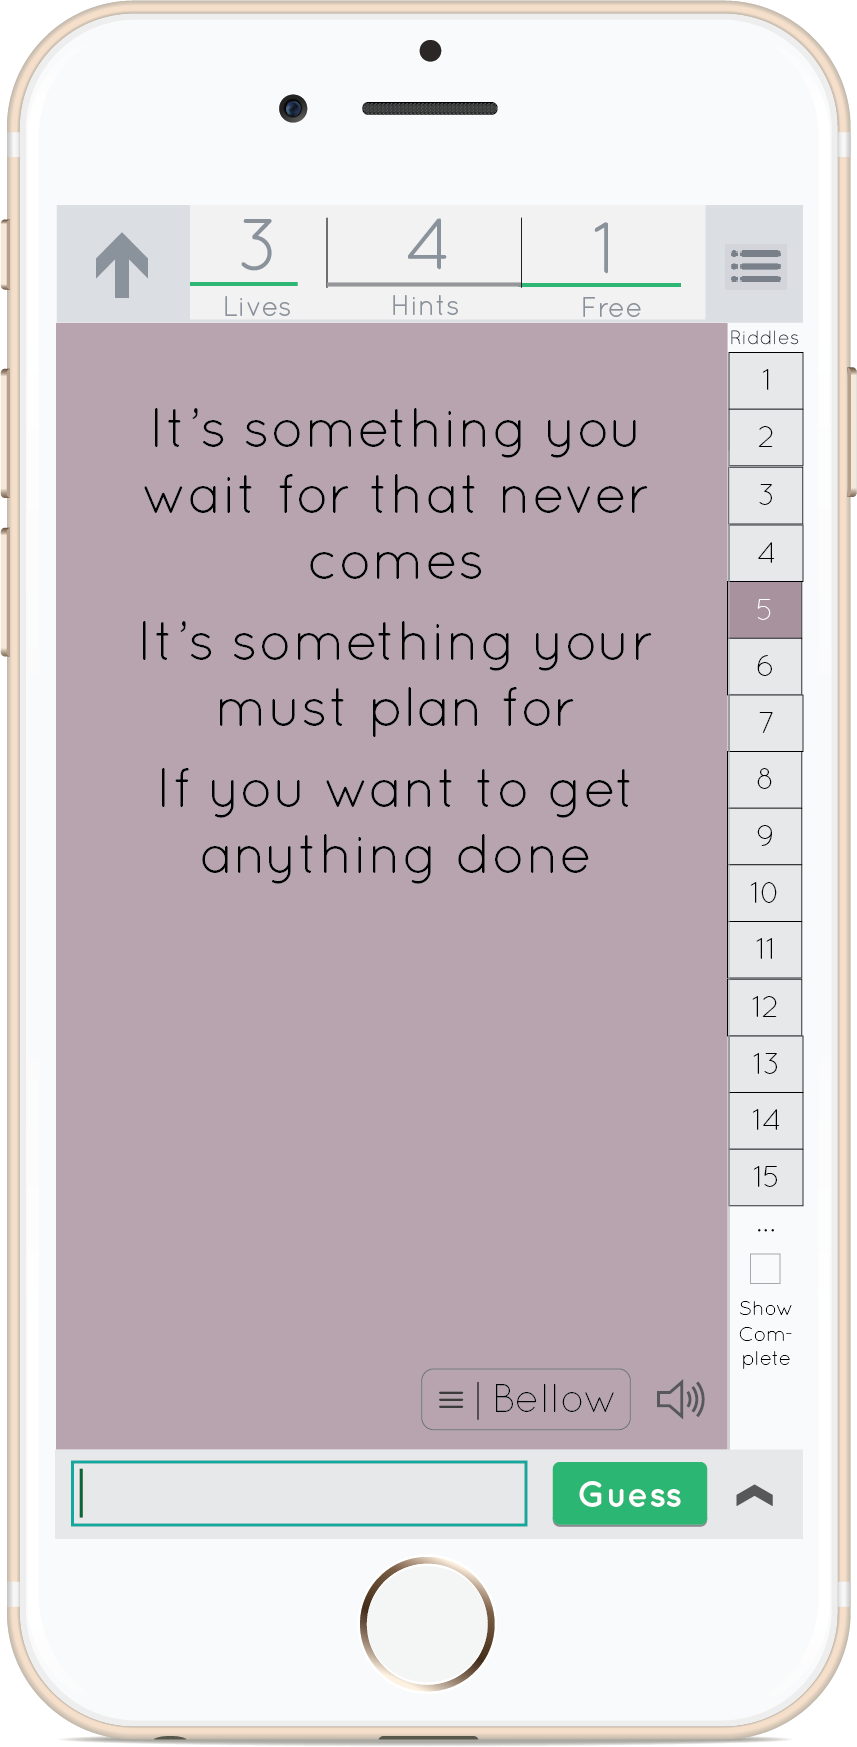 3 4 1
Lives Hints Free
Riddles
It's something you
wait for that never
comes
It's something your
must plan for
If you want to get
anything done
1
2
3
4
5
6
7
8
9
10
11
12
13
14
15
...
Show
Com-
plete
Bellow
Guess